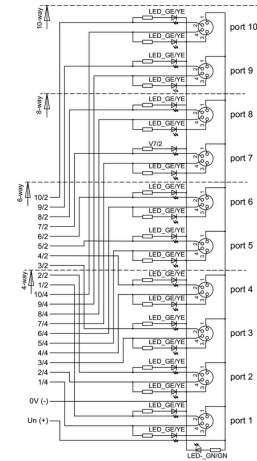 10-way
LED_GE/YE
port 10
LED_GE/YE
LED_GE/YE
port 9
LED_GE/YE
8-way
LED_GE/YE
port 8
LED_GE/YE
V7/2
port 7
LED_GE/YE
6-way
LED_GE/YE
10/2
port 6
9/2
LED_GE/YE
8/2
7/2
LED_GE/YE
6/2
port 5
5/2
LED_GE/YE
4/2
3/2
4-way
2/2
LED_GE/YE
1/2
port 4
10/4
LED_GE/YE
9/4
8/4
LED_GE/YE
7/4
port 3
6/4
LED_GE/YE
5/4
4/4
LED_GE/YE
3/4
port 2
2/4
LED_GE/YE
1/4
0V (-)
LED_GE/YE
Un (+)
port 1
LED_GE/YE
LED-_GN/GN